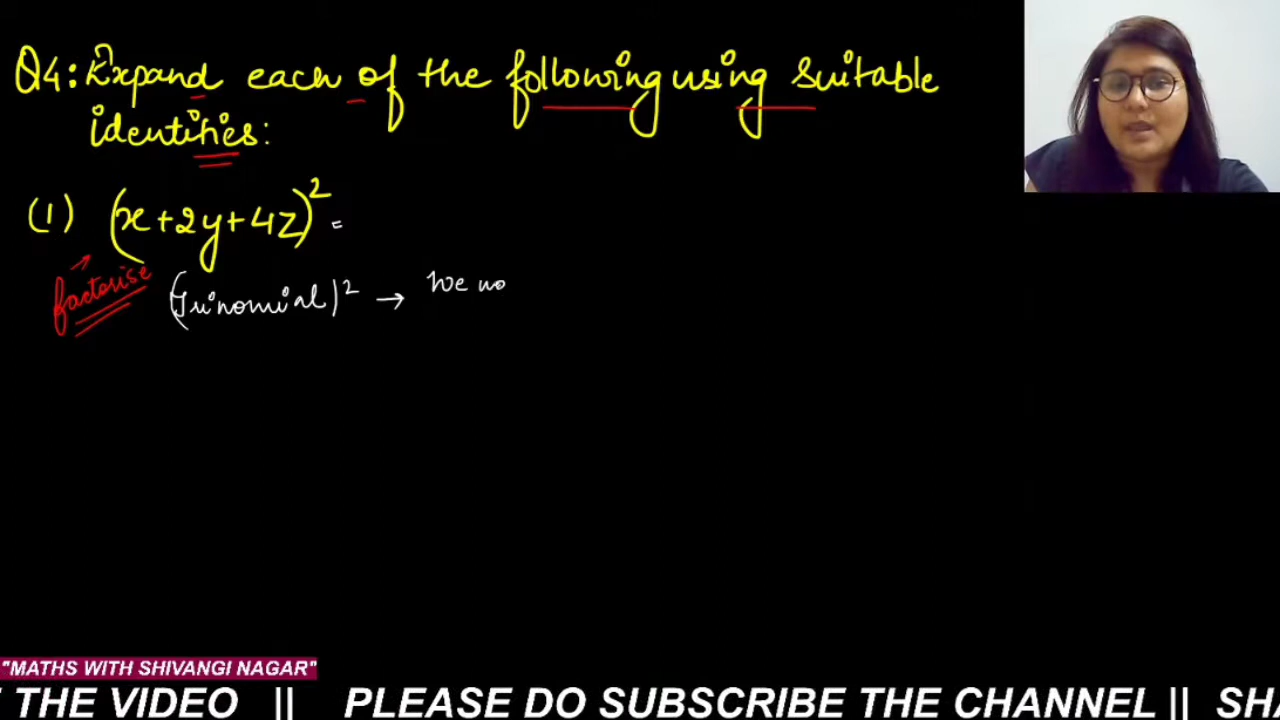 Q4: Expand each of the following using suitable
identities:
(1) (x+2y+4z)² =
factorise
(Trinomial)² → We no
"MATHS WITH SHIVANGI NAGAR"
THE VIDEO || PLEASE DO SUBSCRIBE THE CHANNEL || SHA